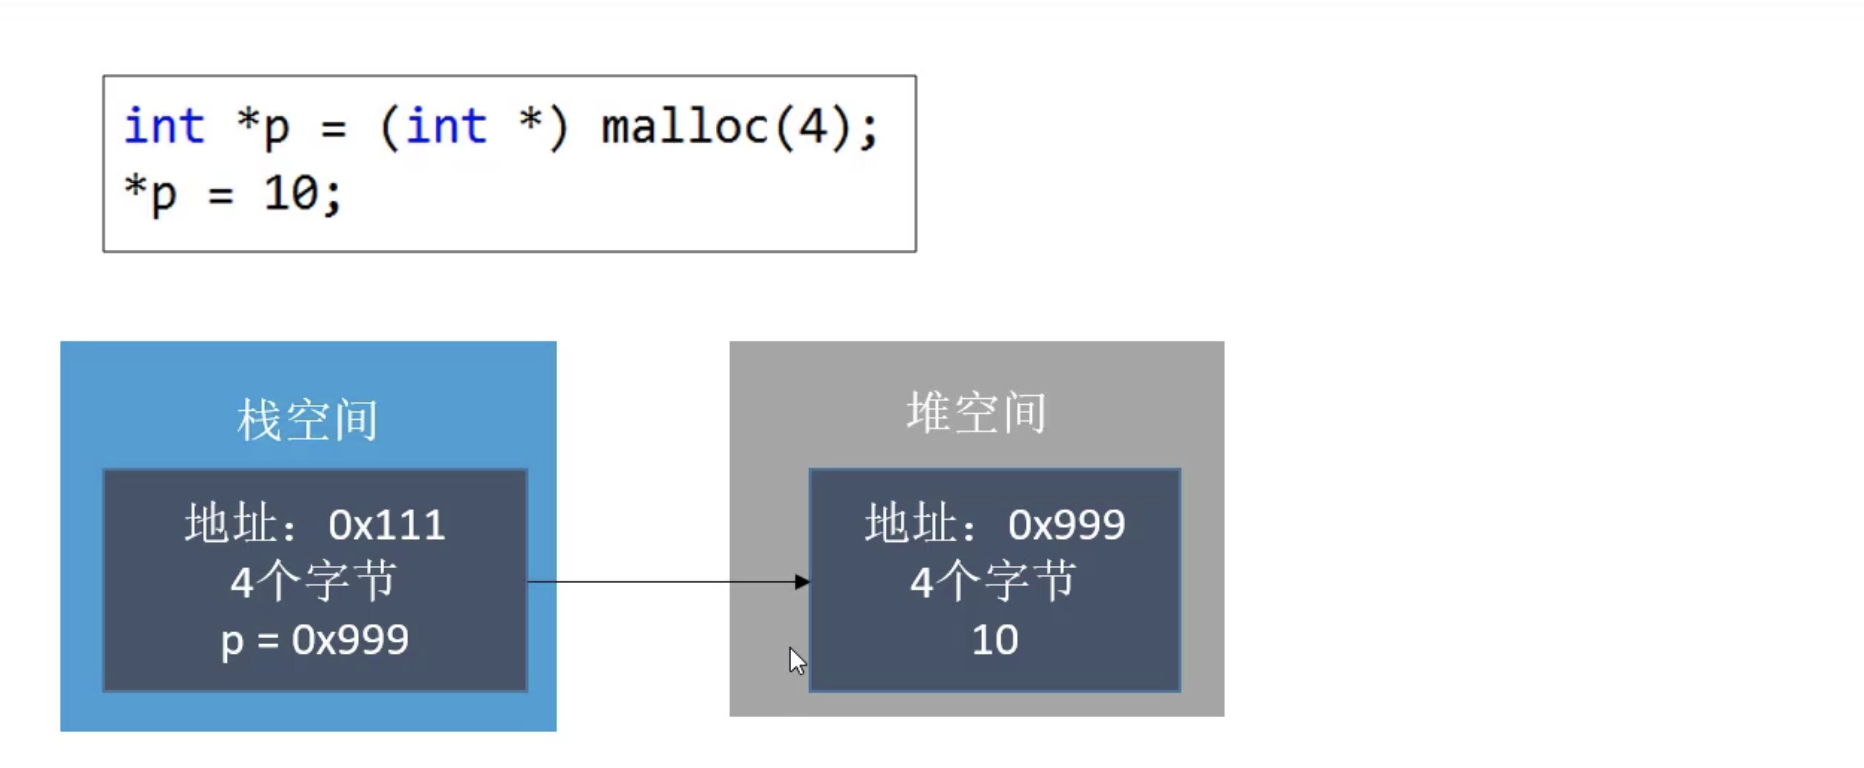 int *p = (int *) malloc(4);
*p = 10;
栈空间
地址：0x111
4个字节
p = 0x999
堆空间
地址：0x999
4个字节
10